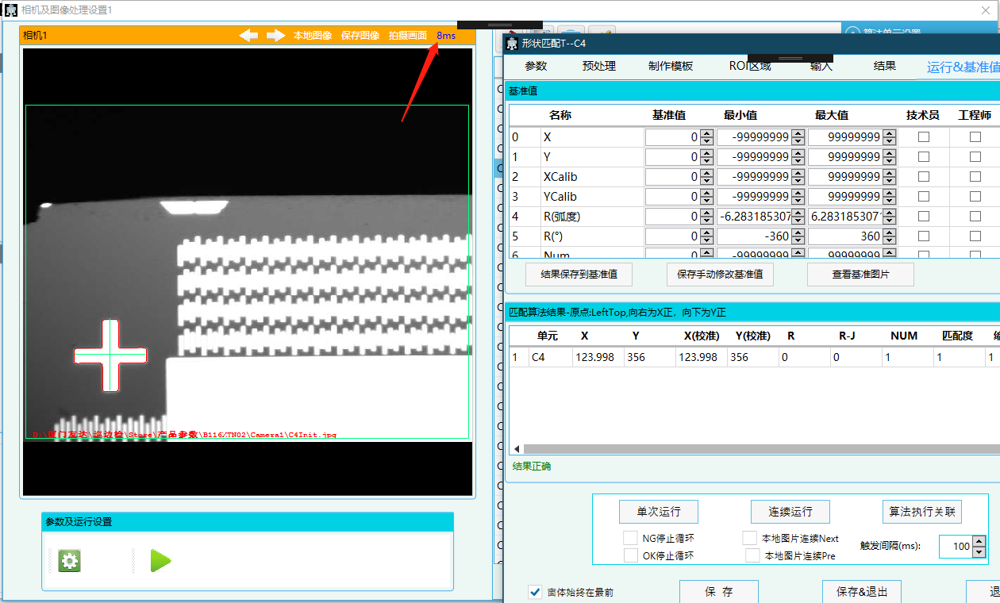 相机及图像处理设置1
相机1 本地图像 保存图像 拍摄画面 8ms
D:\厦门友达\巡边检\Store\产品参数\B116XTN02\Camera1\C4Init.jpg
参数及运行设置
算法单元设置
形状匹配T--C4
参数 预处理 制作模板 ROI区域 输入 结果 运行&基准值
基准值
名称 基准值 最小值 最大值 技术员 工程师
0 X 0 -99999999 99999999
1 Y 0 -99999999 99999999
2 XCalib 0 -99999999 99999999
3 YCalib 0 -99999999 99999999
4 R(弧度) 0 -6.283185307 6.283185307
5 R(°) 0 -360 360
6 Num 0 -99999999 99999999
结果保存到基准值 保存手动修改基准值 查看基准图片
匹配算法结果-原点:LeftTop,向右为X正，向下为Y正
单元 X Y X(校准) Y(校准) R R-J NUM 匹配度
1 C4 123.998 356 123.998 356 0 0 1 1 1
结果正确
单次运行 连续运行 算法执行关联
NG停止循环 本地图片连续Next
触发间隔(ms): 100
OK停止循环 本地图片连续Pre
窗体始终在最前 保 存 保存&退出 退